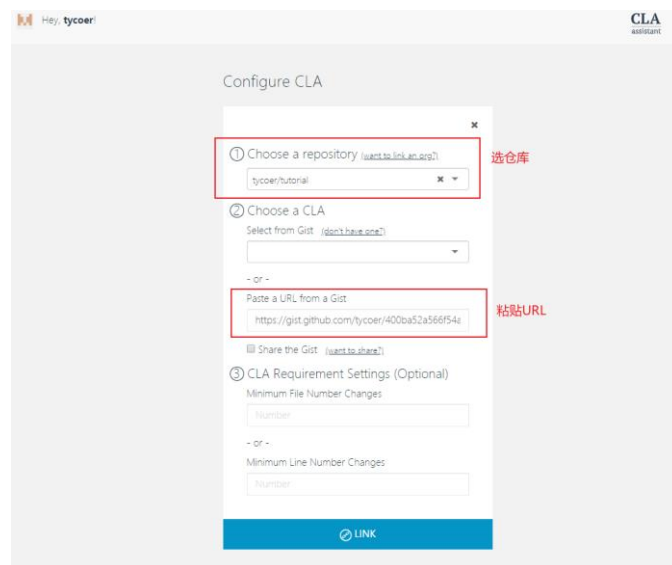 Hey, tycoer!
CLA
assistant
Configure CLA
×
① Choose a repository (want to link an org?)
选仓库
tycoer/tutorial ×
② Choose a CLA
Select from Gist (don't have one?)
- or -
Paste a URL from a Gist
粘贴URL
https://gist.github.com/tycoer/400ba52a566f54a
Share the Gist (want to share?)
③ CLA Requirement Settings (Optional)
Minimum File Number Changes
Number
- or -
Minimum Line Number Changes
Number
LINK